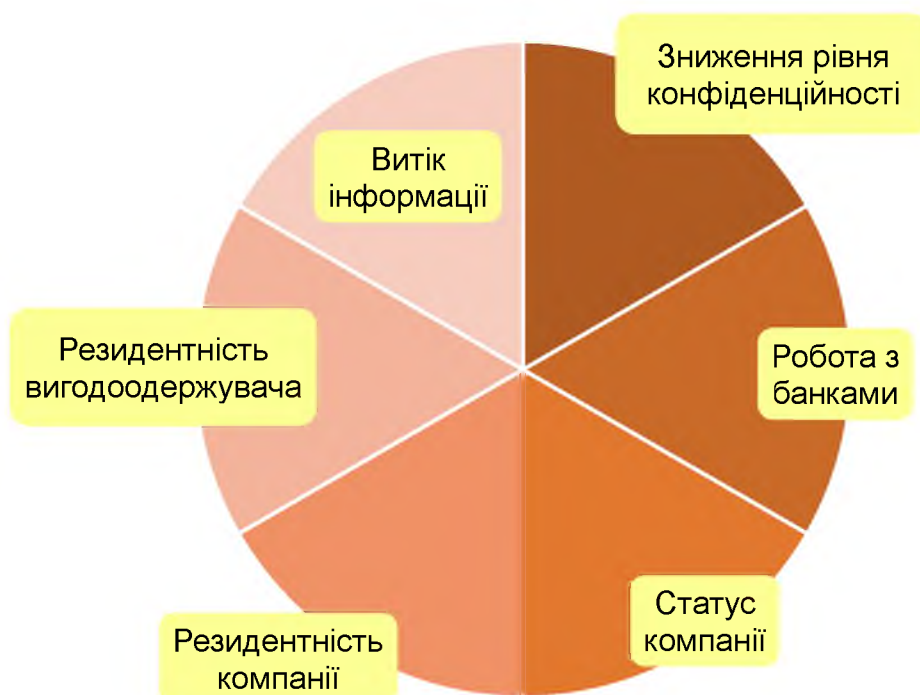 Зниження рівня
конфіденційності
Витік
інформації
Резидентність
вигодоодержувача
Робота з
банками
Статус
компанії
Резидентність
компанії